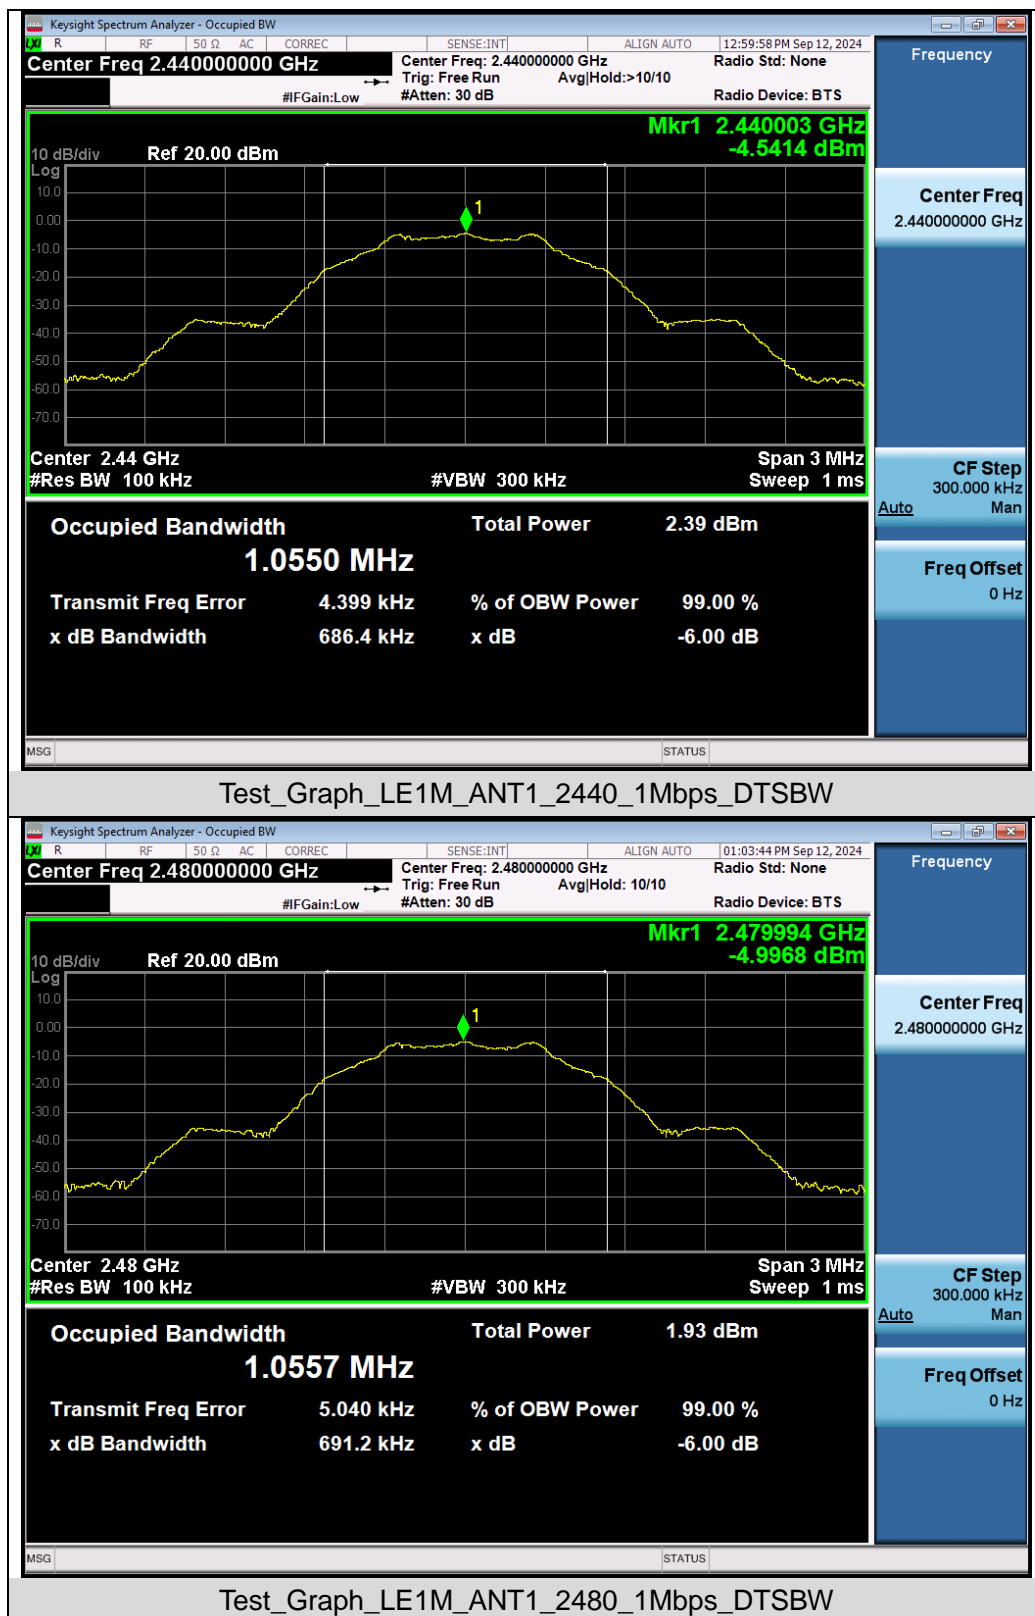 Keysight Spectrum Analyzer - Occupied BW
LXI R RF 50 Ω AC CORREC SENSE:INT ALIGN AUTO 12:59:58 PM Sep 12, 2024
Center Freq 2.440000000 GHz
Center Freq: 2.440000000 GHz
Radio Std: None
Trig: Free Run Avg|Hold:>10/10
#IFGain:Low
#Atten: 30 dB
Radio Device: BTS
Mkr1 2.440003 GHz
-4.5414 dBm
10 dB/div Ref 20.00 dBm
Log
10.0
1
0.00
-10.0
-20.0
-30.0
-40.0
-50.0
-60.0
-70.0
Center 2.44 GHz Span 3 MHz
#Res BW 100 kHz #VBW 300 kHz Sweep 1 ms
Occupied Bandwidth Total Power 2.39 dBm
1.0550 MHz
Transmit Freq Error 4.399 kHz % of OBW Power 99.00 %
x dB Bandwidth 686.4 kHz x dB -6.00 dB
Frequency
Center Freq
2.440000000 GHz
CF Step
300.000 kHz
Auto Man
Freq Offset
0 Hz
MSG STATUS
Test_Graph_LE1M_ANT1_2440_1Mbps_DTSBW
Keysight Spectrum Analyzer - Occupied BW
LXI R RF 50 Ω AC CORREC SENSE:INT ALIGN AUTO 01:03:44 PM Sep 12, 2024
Center Freq 2.480000000 GHz
Center Freq: 2.480000000 GHz
Radio Std: None
Trig: Free Run Avg|Hold: 10/10
#IFGain:Low
#Atten: 30 dB
Radio Device: BTS
Mkr1 2.479994 GHz
-4.9968 dBm
10 dB/div Ref 20.00 dBm
Log
10.0
1
0.00
-10.0
-20.0
-30.0
-40.0
-50.0
-60.0
-70.0
Center 2.48 GHz Span 3 MHz
#Res BW 100 kHz #VBW 300 kHz Sweep 1 ms
Occupied Bandwidth Total Power 1.93 dBm
1.0557 MHz
Transmit Freq Error 5.040 kHz % of OBW Power 99.00 %
x dB Bandwidth 691.2 kHz x dB -6.00 dB
Frequency
Center Freq
2.480000000 GHz
CF Step
300.000 kHz
Auto Man
Freq Offset
0 Hz
MSG STATUS
Test_Graph_LE1M_ANT1_2480_1Mbps_DTSBW